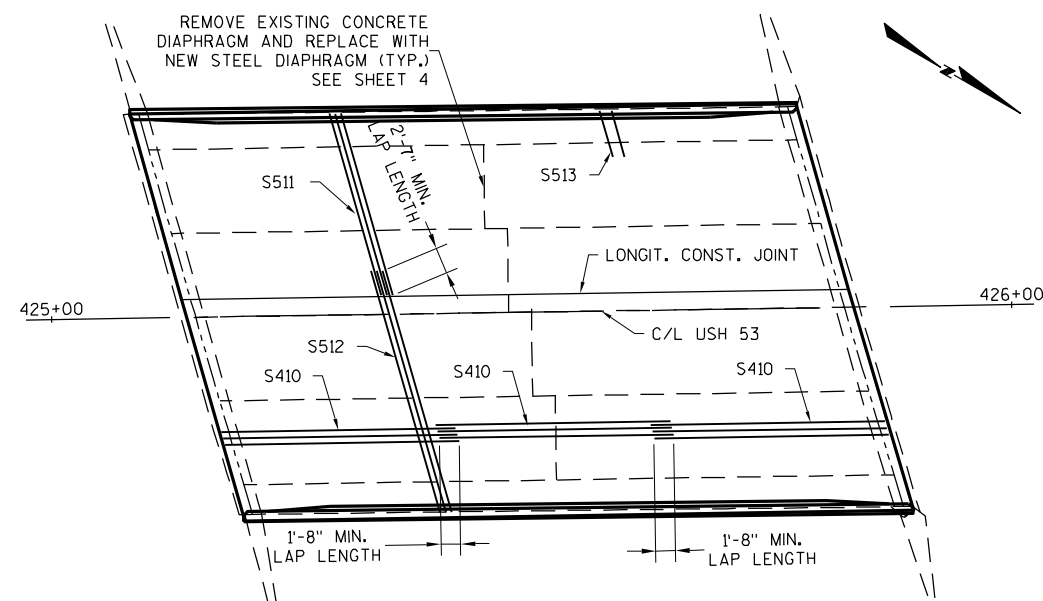 REMOVE EXISTING CONCRETE
DIAPHRAGM AND REPLACE WITH
NEW STEEL DIAPHRAGM (TYP.)
SEE SHEET 4
N
2'-7" MIN.
LAP LENGTH
S511
S513
LONGIT. CONST. JOINT
425+00
426+00
C/L USH 53
S512
S410
S410
S410
1'-8" MIN.
LAP LENGTH
1'-8" MIN.
LAP LENGTH